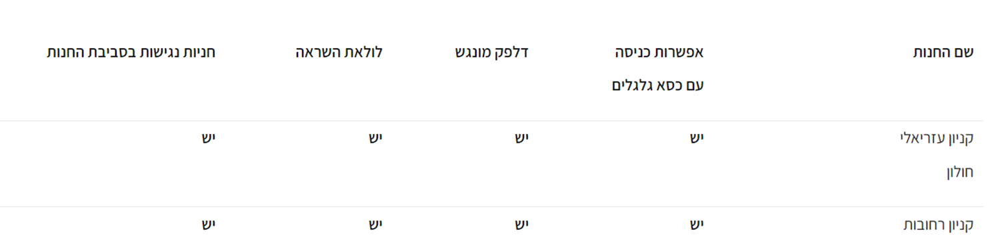 שם החנות אפשרות כניסה דלפק מונגש לולאת השראה חניות נגישות בסביבת החנות
עם כסא גלגלים
קניון עזריאלי יש יש יש יש
חולון
קניון רחובות יש יש יש יש